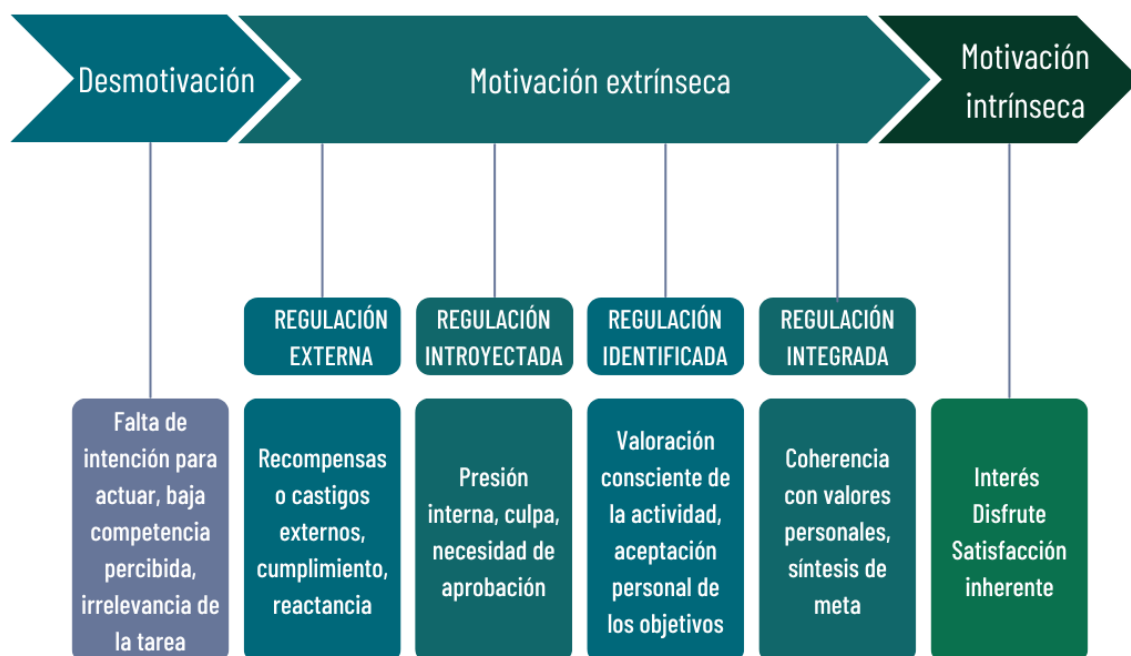 Desmotivación
Motivación extrínseca
Motivación
intrínseca
REGULACIÓN
EXTERNA
REGULACIÓN
INTROYECTADA
REGULACIÓN
IDENTIFICADA
REGULACIÓN
INTEGRADA
Falta de
intención para
actuar, baja
competencia
percibida,
irrelevancia de
la tarea
Recompensas
o castigos
externos,
cumplimiento,
reactancia
Presión
interna, culpa,
necesidad de
aprobación
Valoración
consciente de
la actividad,
aceptación
personal de
los objetivos
Coherencia
con valores
personales,
síntesis de
meta
Interés
Disfrute
Satisfacción
inherente